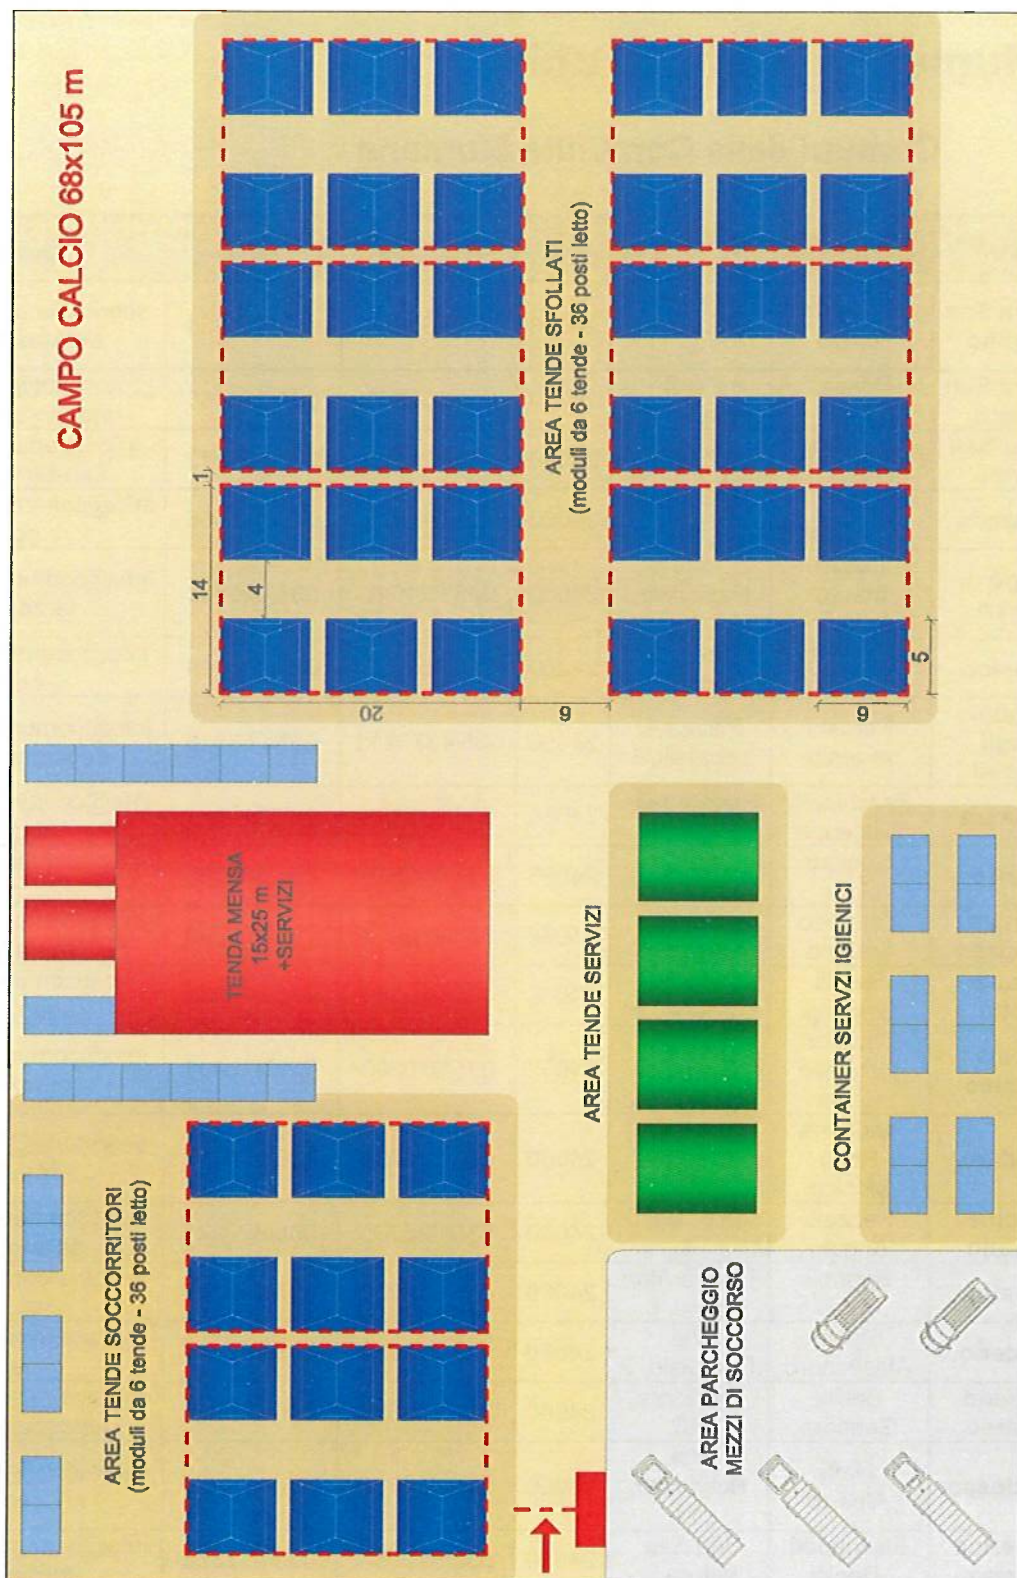 CAMPO CALCIO 68x105 m
AREA TENDE SFOLLATI
(moduli da 6 tende - 36 posti letto)
14
1
4
20
6
6
5
TENDA MENSA
15x25 m
+SERVIZI
AREA TENDE SERVIZI
CONTAINER SERVZI IGIENICI
AREA TENDE SOCCORRITORI
(moduli da 6 tende - 36 posti letto)
AREA PARCHEGGIO
MEZZI DI SOCCORSO